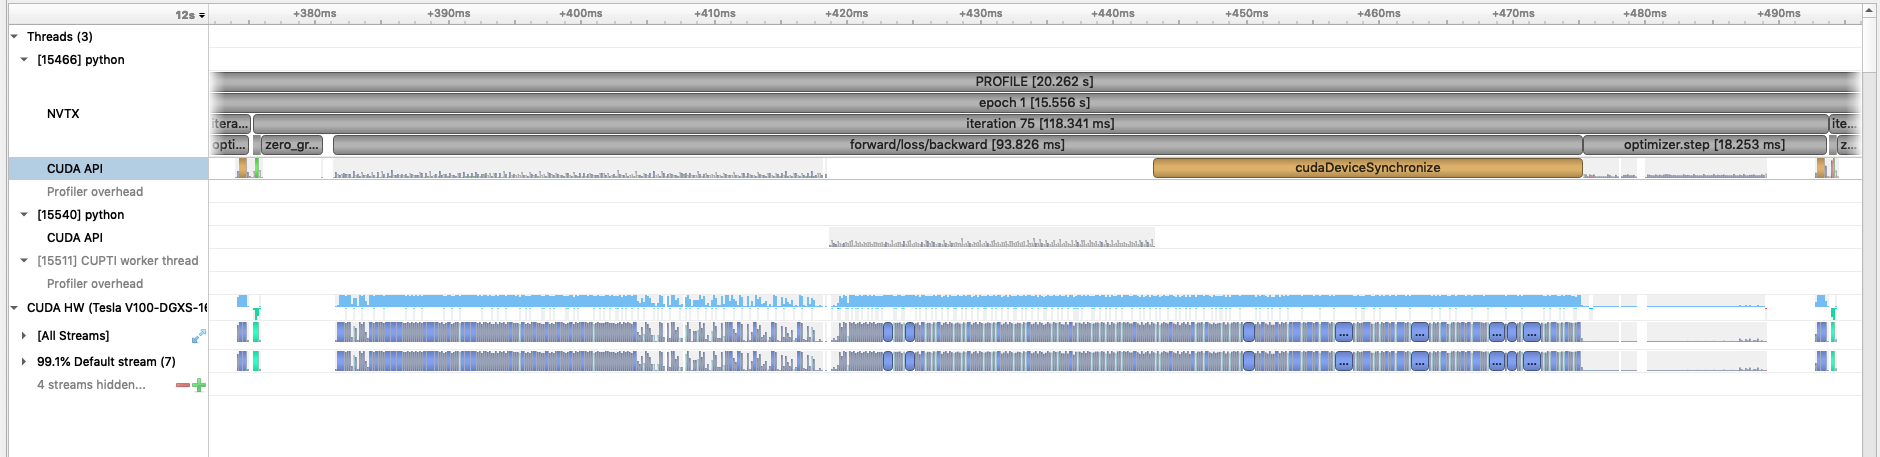 12s +380ms +390ms +400ms +410ms +420ms +430ms +440ms +450ms +460ms +470ms +480ms +490ms
Threads (3)
[15466] python
NVTX
PROFILE [20.262 s]
epoch 1 [15.556 s]
itera... iteration 75 [118.341 ms] ite...
opti... zero_gr... forward/loss/backward [93.826 ms] optimizer.step [18.253 ms] z...
CUDA API cudaDeviceSynchronize
Profiler overhead
[15540] python
CUDA API
[15511] CUPTI worker thread
Profiler overhead
CUDA HW (Tesla V100-DGXS-16
[All Streams] ... ... ... ...
99.1% Default stream (7) ... ... ... ...
4 streams hidden...